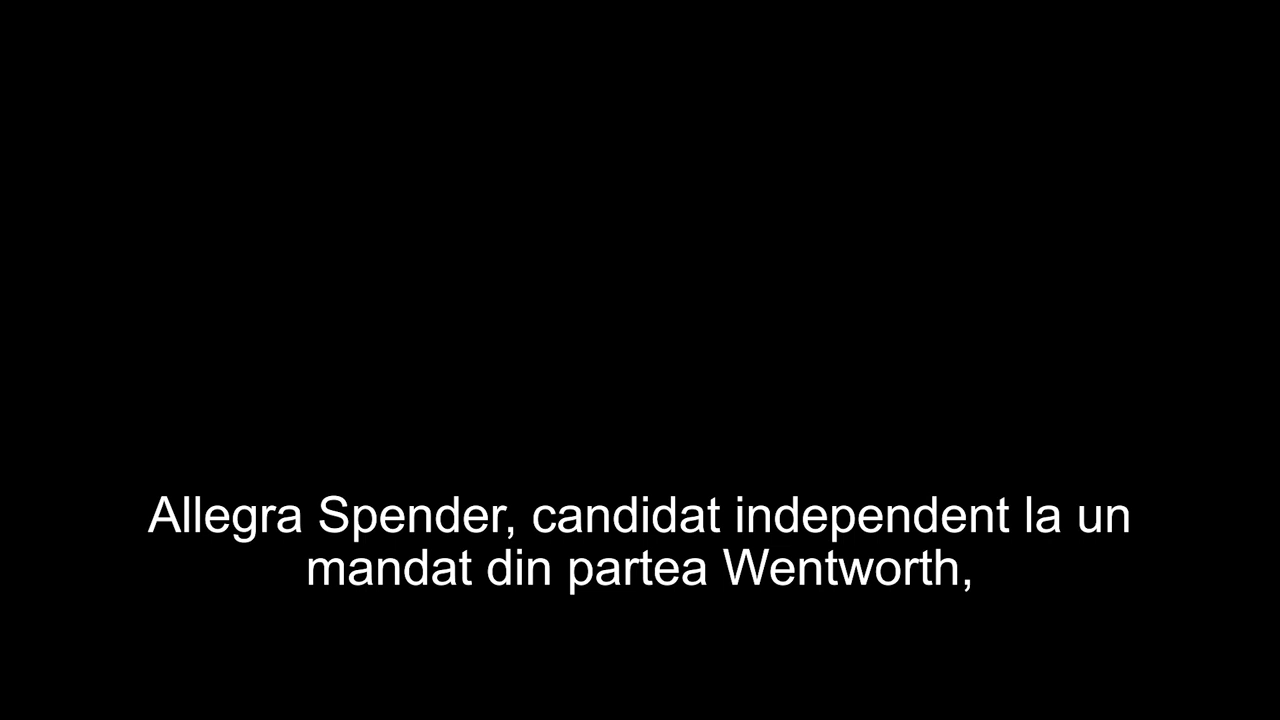 Allegra Spender, candidat independent la un
mandat din partea Wentworth,